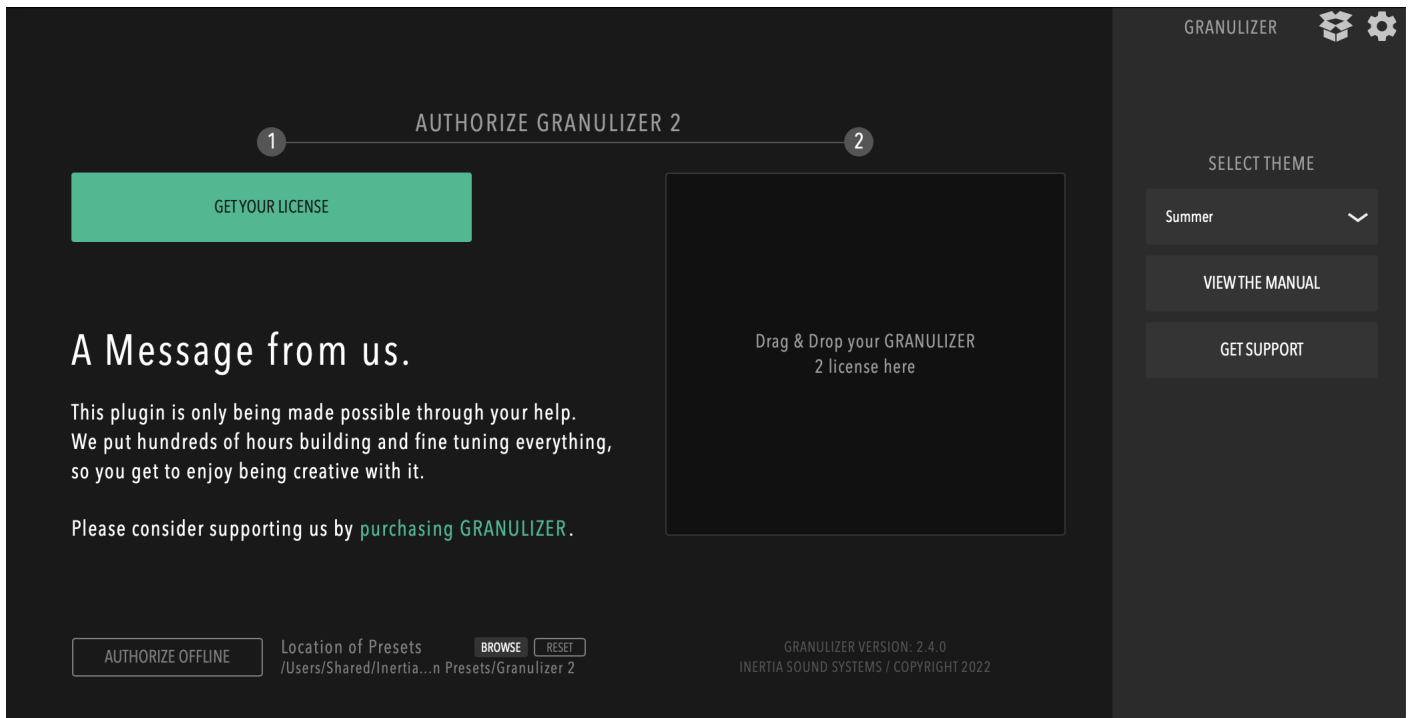 GRANULIZER
AUTHORIZE GRANULIZER 2
1
2
GET YOUR LICENSE
A Message from us.
This plugin is only being made possible through your help.
We put hundreds of hours building and fine tuning everything,
so you get to enjoy being creative with it.
Please consider supporting us by purchasing GRANULIZER.
Drag & Drop your GRANULIZER
2 license here
AUTHORIZE OFFLINE
Location of Presets
BROWSE
RESET
/Users/Shared/Inertia...n Presets/Granulizer 2
GRANULIZER VERSION: 2.4.0
INERTIA SOUND SYSTEMS / COPYRIGHT 2022
SELECT THEME
Summer
VIEW THE MANUAL
GET SUPPORT